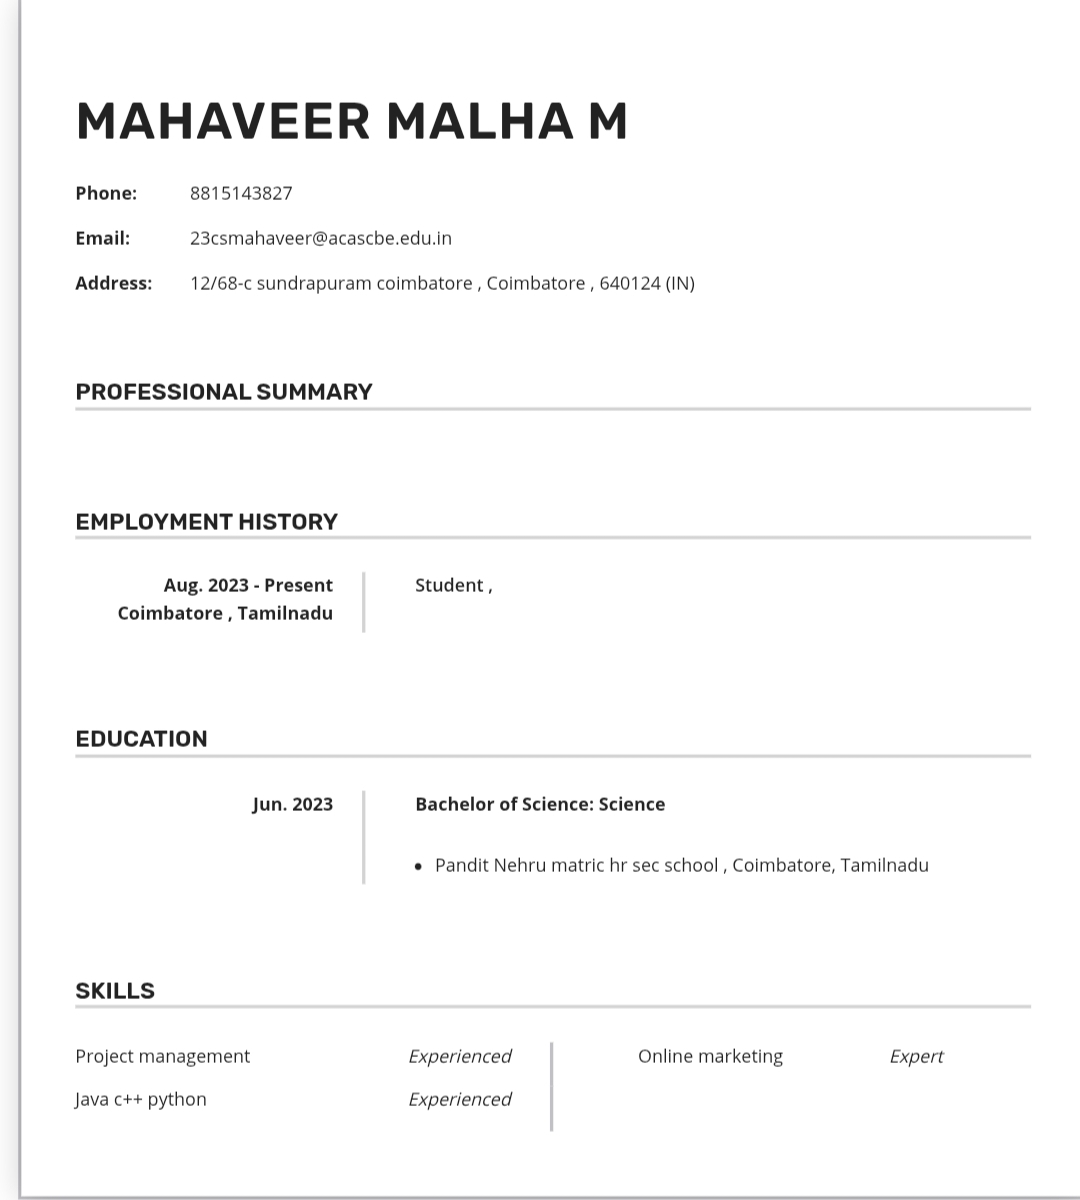 MAHAVEER MALHA M
Phone: 8815143827
Email: 23csmahaveer@acascbe.edu.in
Address: 12/68-c sundrapuram coimbatore , Coimbatore , 640124 (IN)
PROFESSIONAL SUMMARY
EMPLOYMENT HISTORY
Aug. 2023 - Present Student ,
Coimbatore , Tamilnadu
EDUCATION
Jun. 2023 Bachelor of Science: Science
• Pandit Nehru matric hr sec school , Coimbatore, Tamilnadu
SKILLS
Project management Experienced Online marketing Expert
Java c++ python Experienced